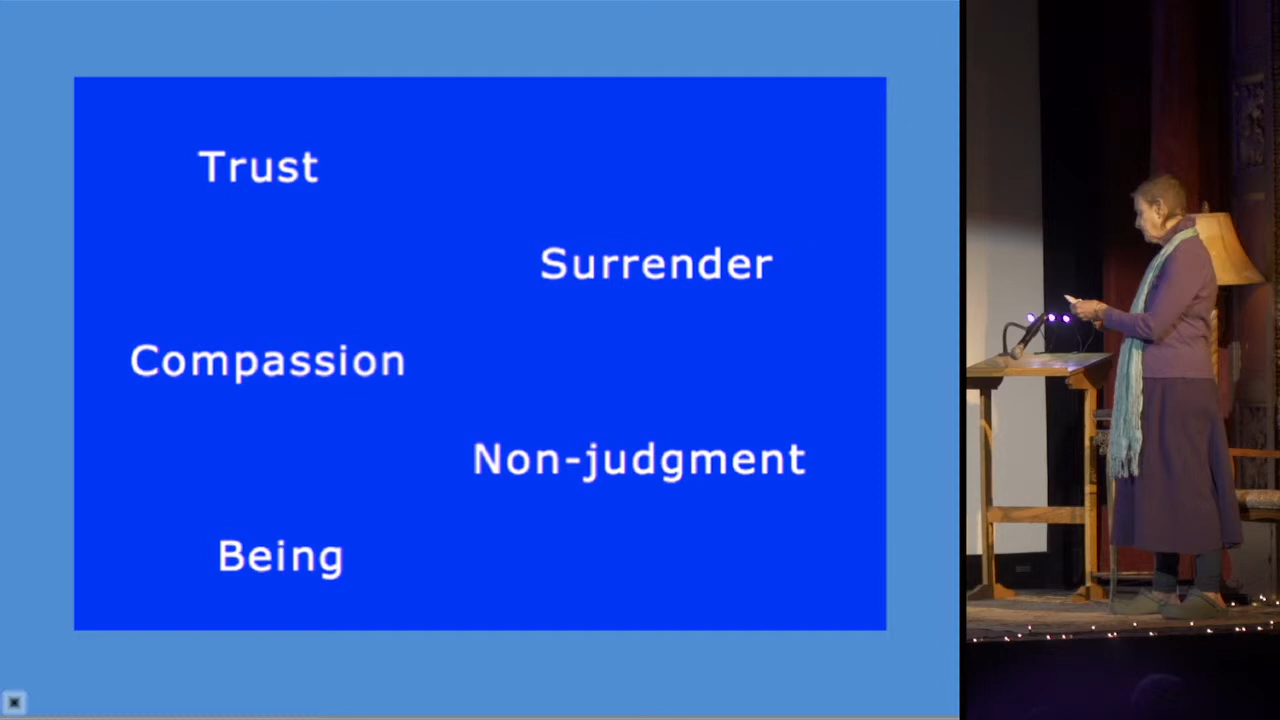 Trust
Surrender
Compassion
Non-judgment
Being